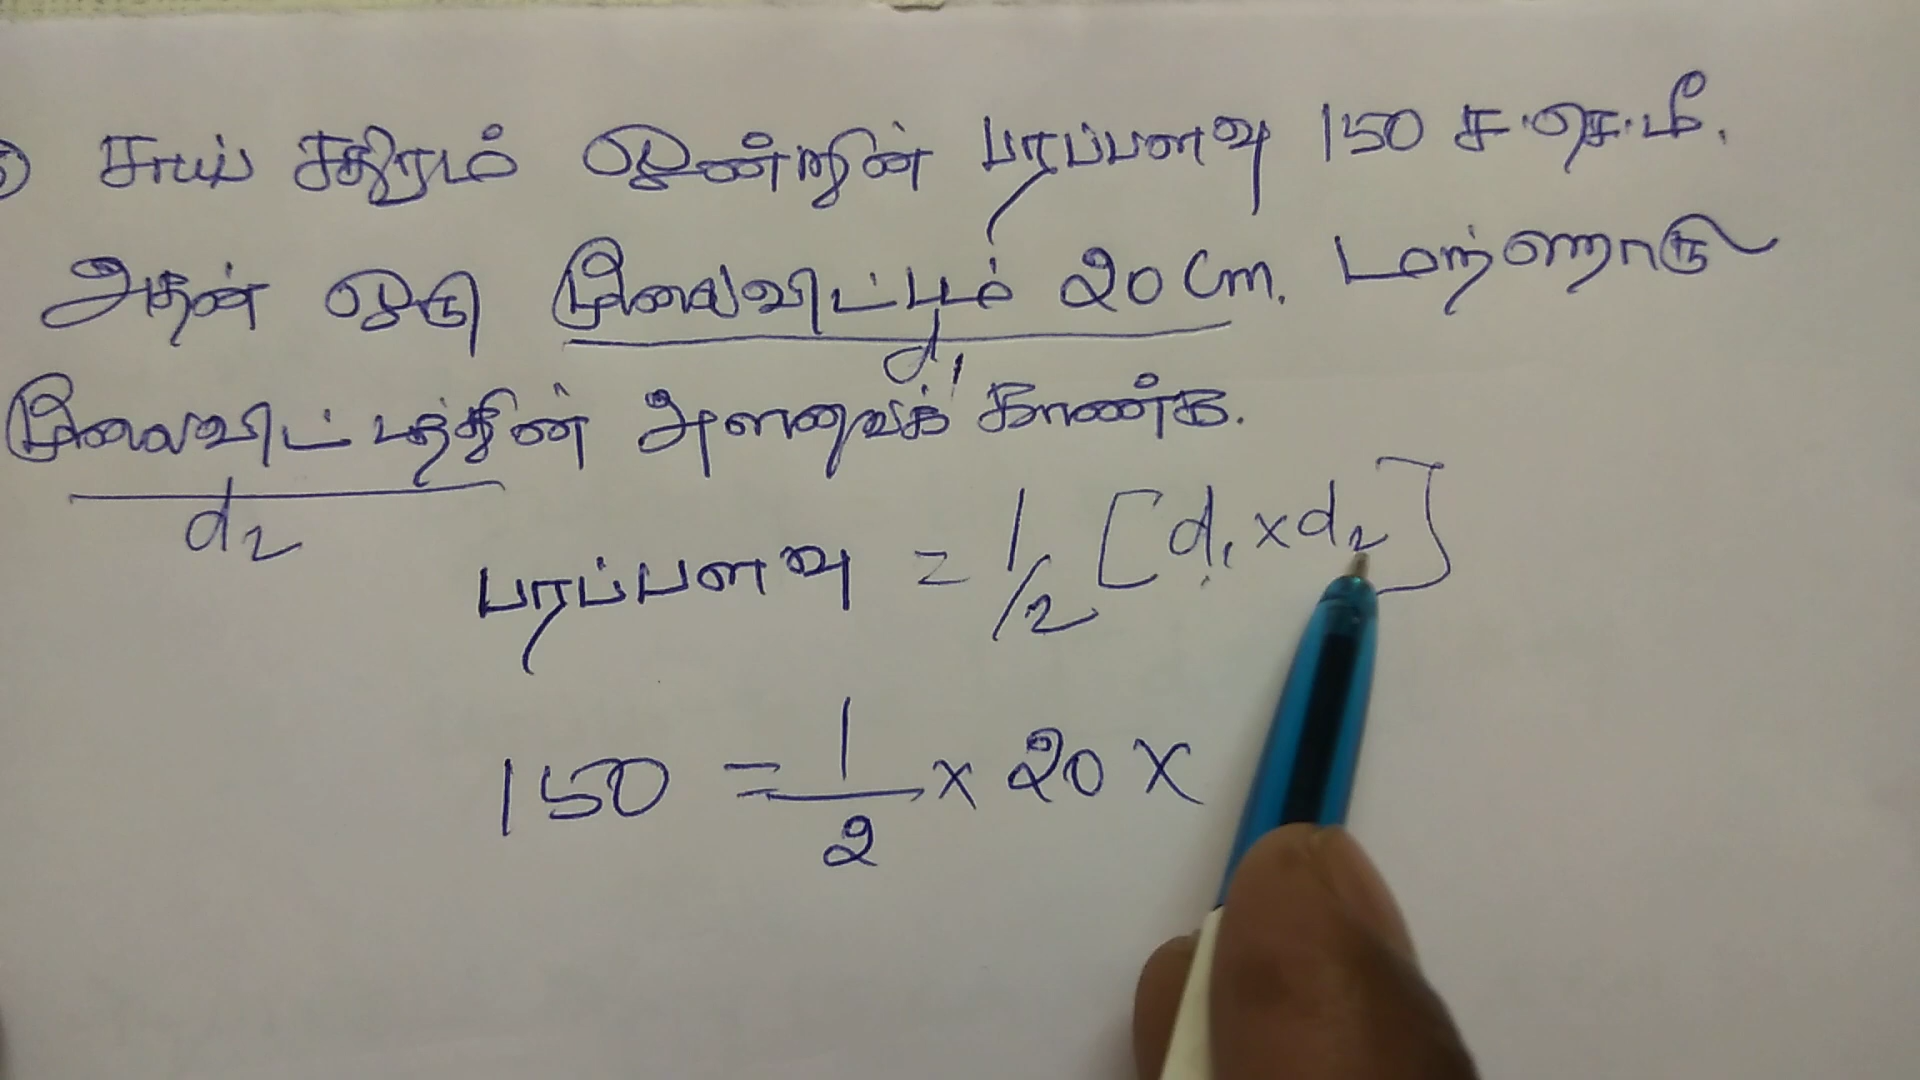 சாய் சதுரம் ஒன்றின் பரப்பளவு 150 ச.செ.மீ.
அதன் ஒரு மூலைவிட்டம் 20 cm. மற்றொரு
d₁
மூலைவிட்டத்தின் அளவைக் காண்க.
d₂
பரப்பளவு = 1/2 [d₁ × d₂]
150 = 1/2 × 20 ×